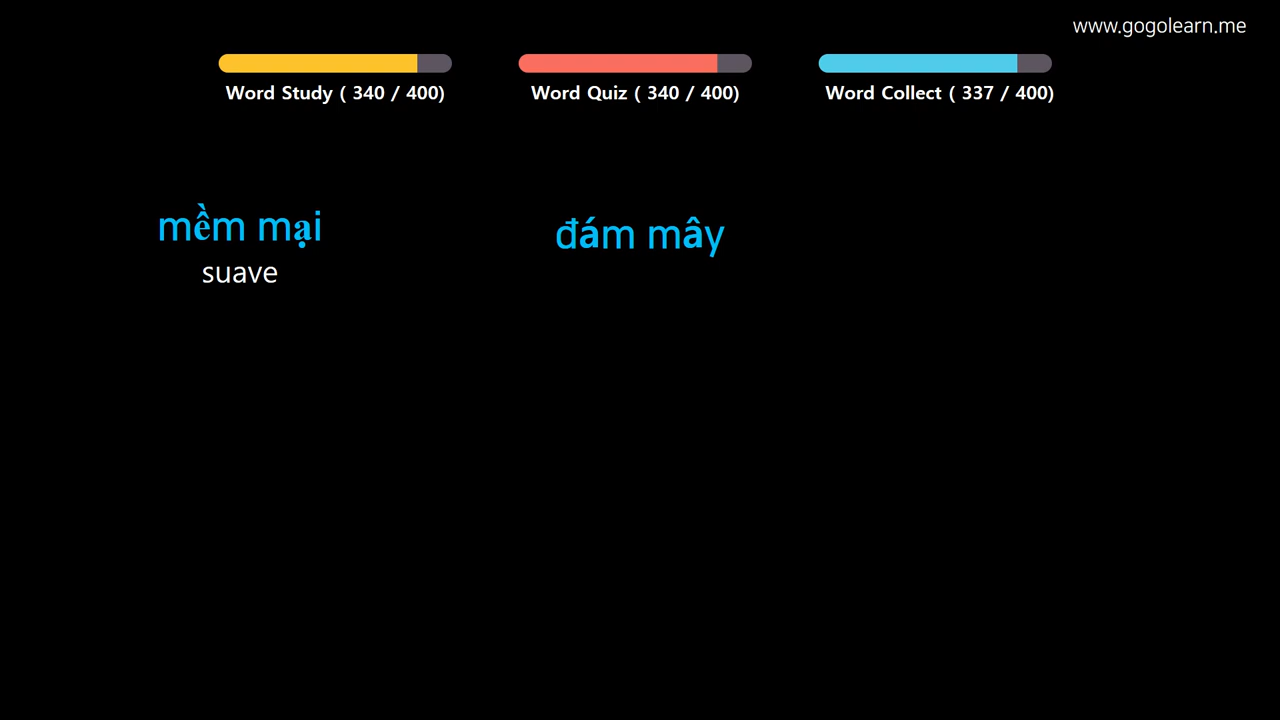 www.gogolearn.me
Word Study ( 340 / 400)
Word Quiz ( 340 / 400)
Word Collect ( 337 / 400)
mềm mại
suave
đám mây